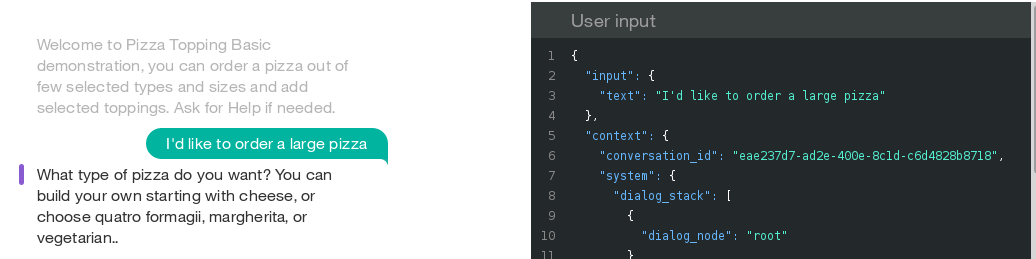 Welcome to Pizza Topping Basic
demonstration, you can order a pizza out of
few selected types and sizes and add
selected toppings. Ask for Help if needed.
I'd like to order a large pizza
What type of pizza do you want? You can
build your own starting with cheese, or
choose quatro formagii, margherita, or
vegetarian..
User input
1 {
2 "input": {
3 "text": "I'd like to order a large pizza"
4 },
5 "context": {
6 "conversation_id": "eae237d7-ad2e-400e-8c1d-c6d4828b8718",
7 "system": {
8 "dialog_stack": [
9 {
10 "dialog_node": "root"
11 }